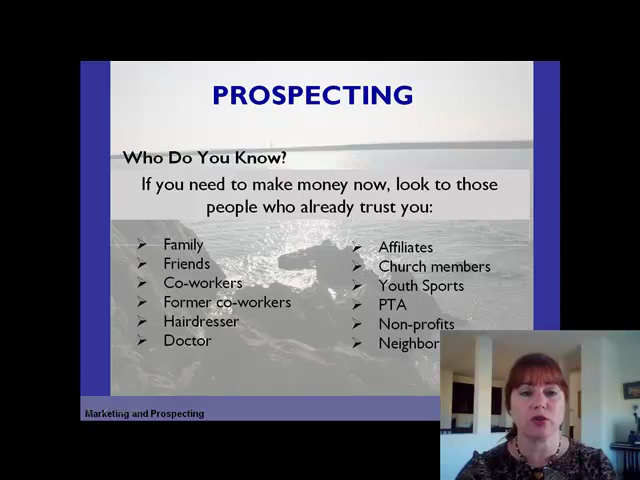 PROSPECTING
Who Do You Know?
If you need to make money now, look to those
people who already trust you:
Family
Friends
Co-workers
Former co-workers
Hairdresser
Doctor
Affiliates
Church members
Youth Sports
PTA
Non-profits
Neighbor
Marketing and Prospecting